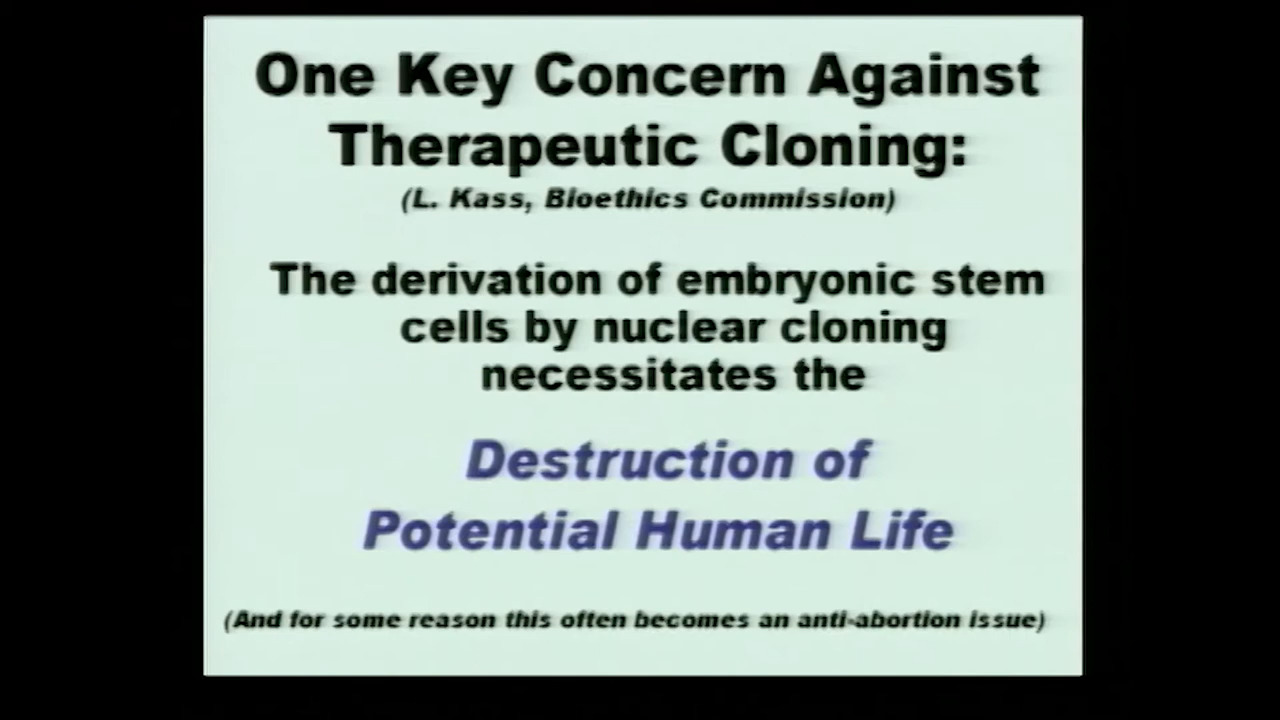 One Key Concern Against
Therapeutic Cloning:
(L. Kass, Bioethics Commission)
The derivation of embryonic stem
cells by nuclear cloning
necessitates the
Destruction of
Potential Human Life
(And for some reason this often becomes an anti-abortion issue)